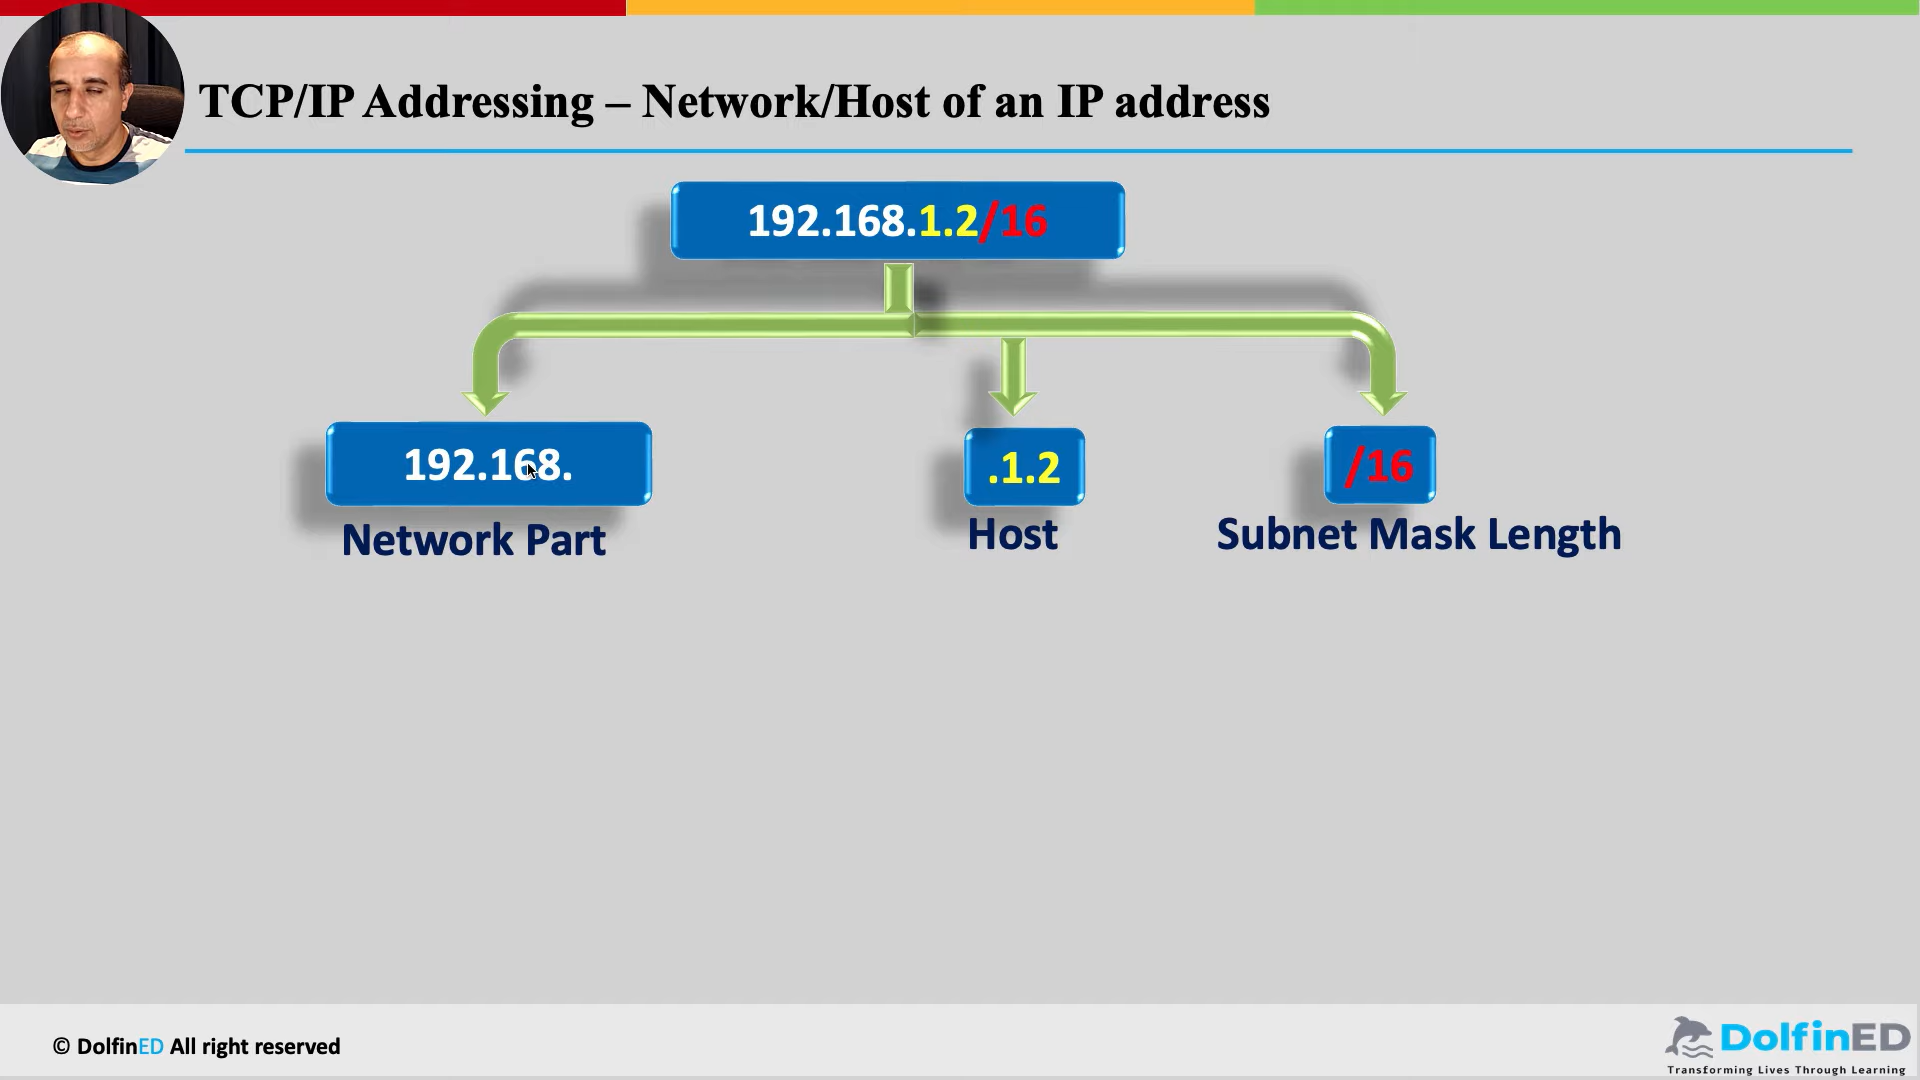 TCP/IP Addressing – Network/Host of an IP address
192.168.1.2/16
192.168.
.1.2
/16
Network Part
Host
Subnet Mask Length
© DolfinED All right reserved
DolfinED
Transforming Lives Through Learning